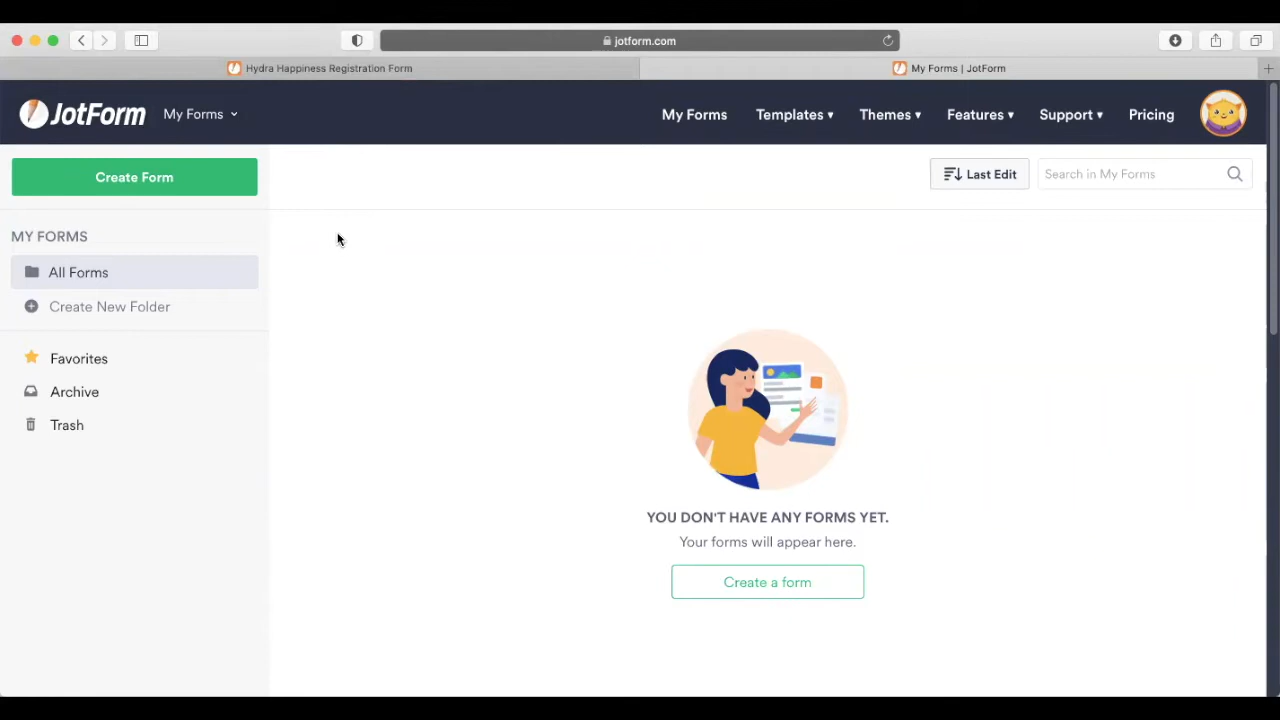 jotform.com
Hydra Happiness Registration Form
My Forms | JotForm
JotForm
My Forms
My Forms
Templates ▾
Themes ▾
Features ▾
Support ▾
Pricing
Create Form
Last Edit
Search in My Forms
MY FORMS
All Forms
Create New Folder
Favorites
Archive
Trash
YOU DON'T HAVE ANY FORMS YET.
Your forms will appear here.
Create a form